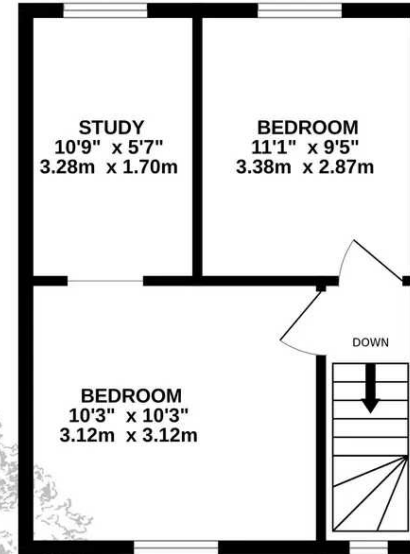 STUDY
10'9" x 5'7"
3.28m x 1.70m
BEDROOM
11'1" x 9'5"
3.38m x 2.87m
DOWN
BEDROOM
10'3" x 10'3"
3.12m x 3.12m